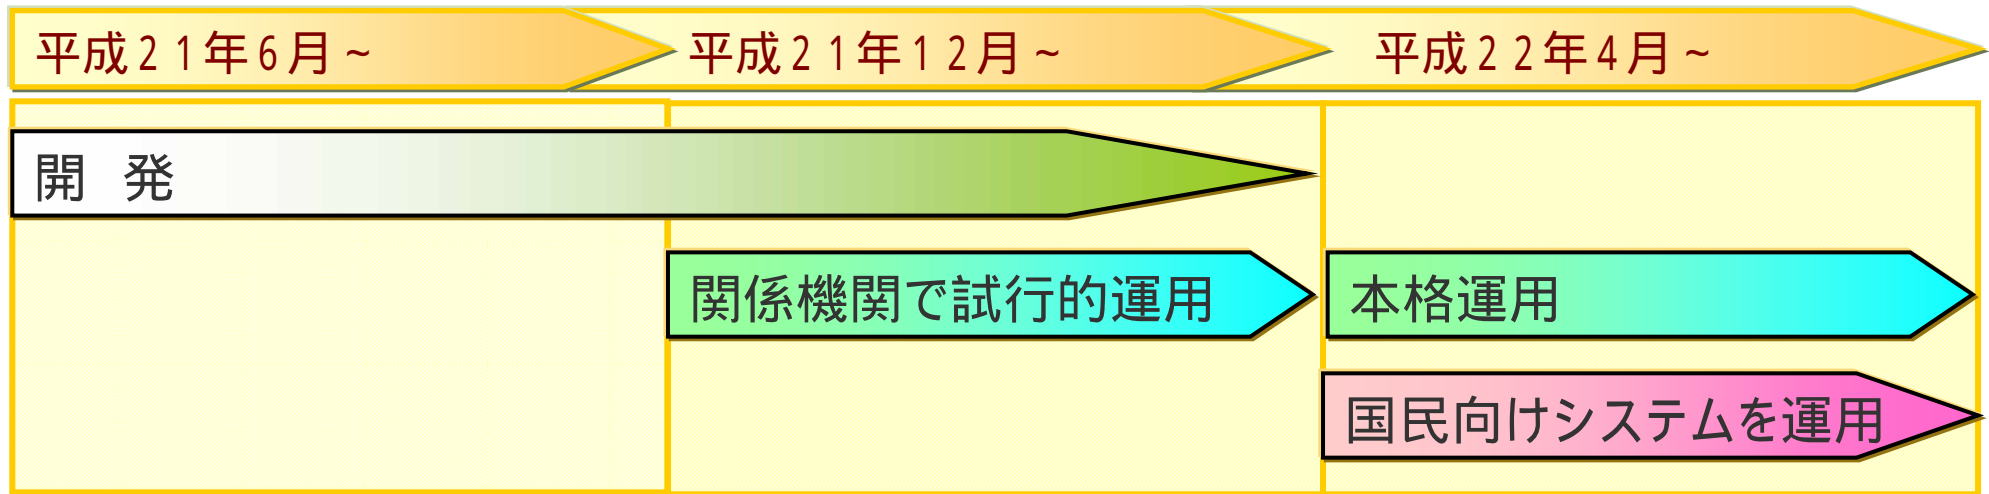 平成２１年６月～
平成２１年１２月～
平成２２年４月～
開　発
関係機関で試行的運用
本格運用
国民向けシステムを運用